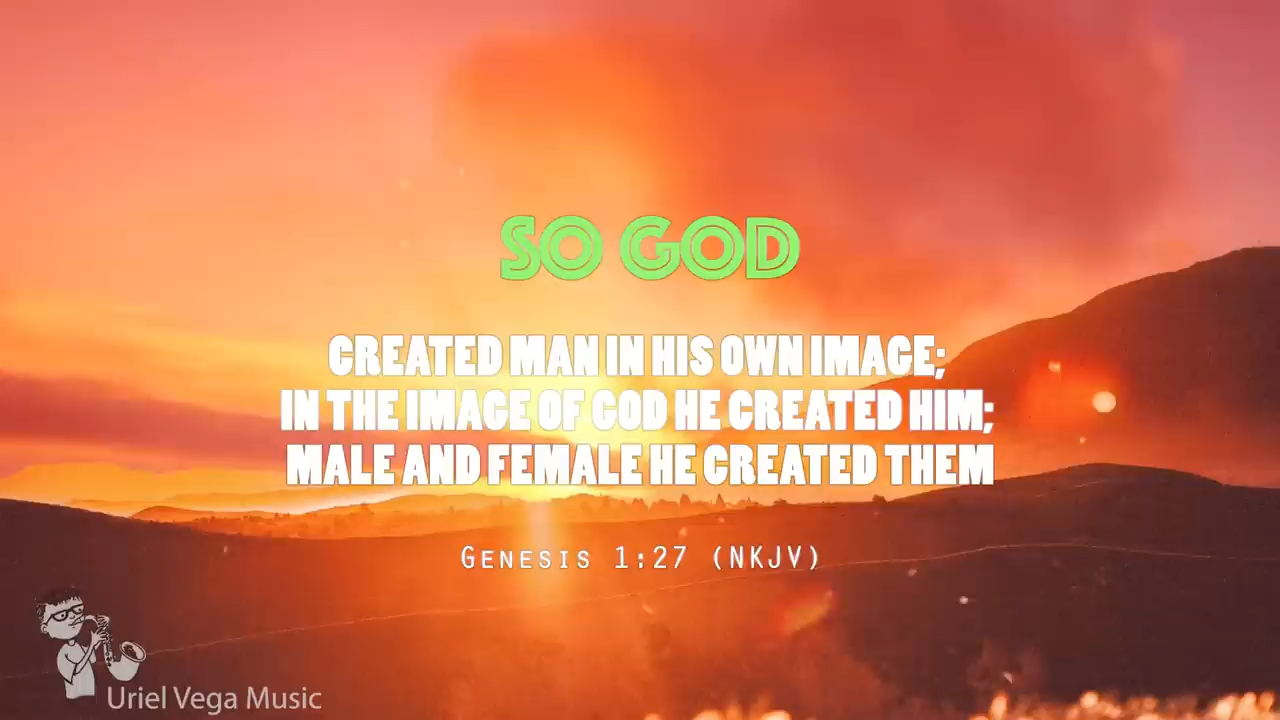 SO GOD
CREATED MAN IN HIS OWN IMAGE;
IN THE IMAGE OF GOD HE CREATED HIM;
MALE AND FEMALE HE CREATED THEM
Genesis 1:27 (NKJV)
Uriel Vega Music